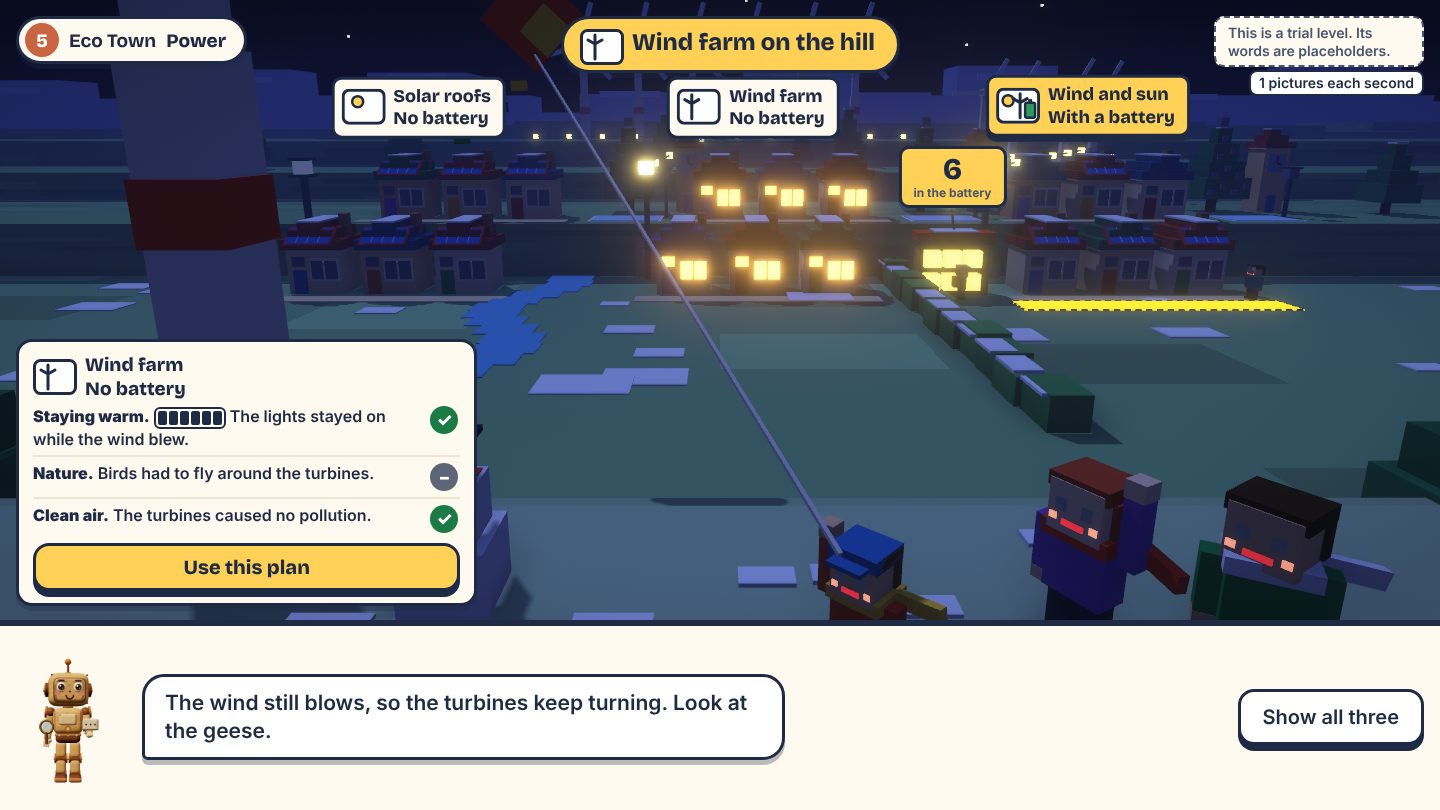 5 Eco Town Power
Wind farm on the hill
This is a trial level. Its
words are placeholders.
1 pictures each second
Solar roofs
No battery
Wind farm
No battery
Wind and sun
With a battery
6
in the battery
Wind farm
No battery
Staying warm. The lights stayed on
while the wind blew.
Nature. Birds had to fly around the turbines.
Clean air. The turbines caused no pollution.
Use this plan
The wind still blows, so the turbines keep turning. Look at
the geese.
Show all three